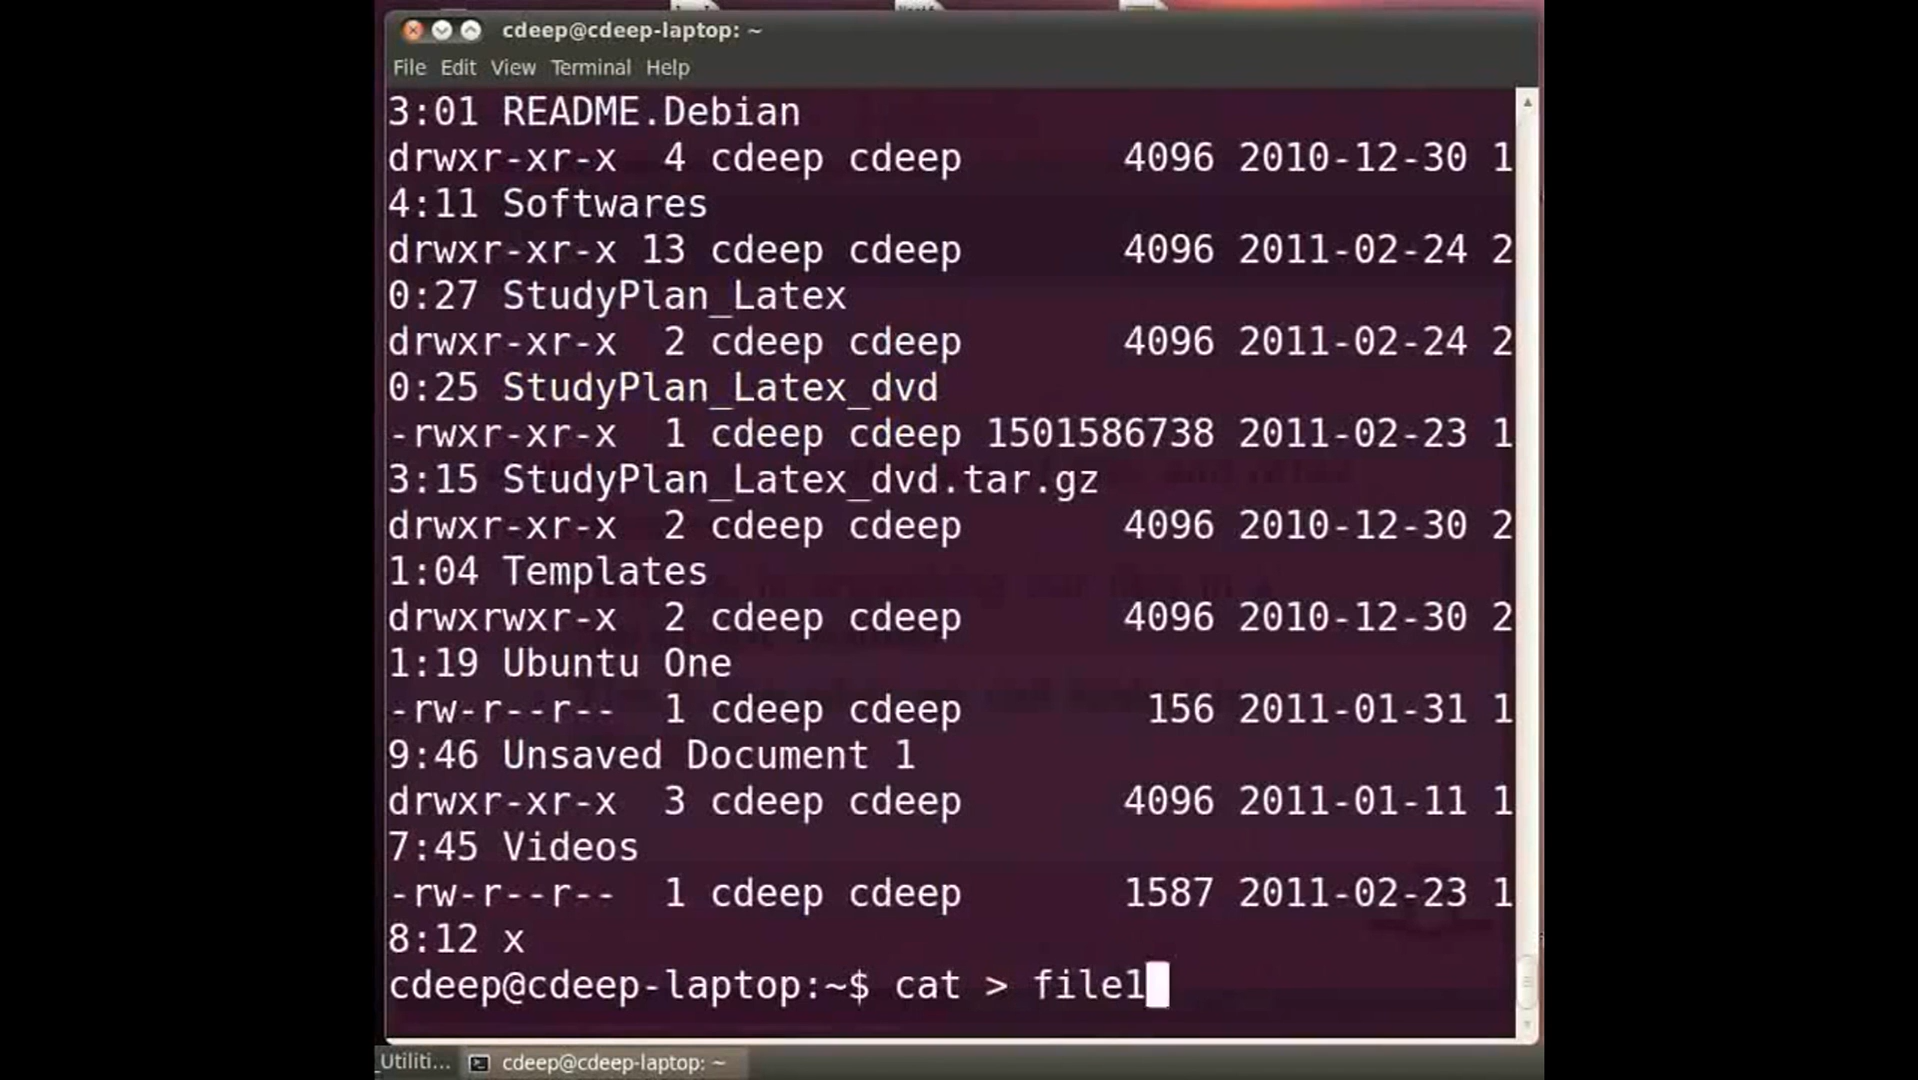 cdeep@cdeep-laptop: ~
File Edit View Terminal Help
3:01 README.Debian
drwxr-xr-x  4 cdeep cdeep       4096 2010-12-30 1
4:11 Softwares
drwxr-xr-x 13 cdeep cdeep       4096 2011-02-24 2
0:27 StudyPlan_Latex
drwxr-xr-x  2 cdeep cdeep       4096 2011-02-24 2
0:25 StudyPlan_Latex_dvd
-rwxr-xr-x  1 cdeep cdeep 1501586738 2011-02-23 1
3:15 StudyPlan_Latex_dvd.tar.gz
drwxr-xr-x  2 cdeep cdeep       4096 2010-12-30 2
1:04 Templates
drwxrwxr-x  2 cdeep cdeep       4096 2010-12-30 2
1:19 Ubuntu One
-rw-r--r--  1 cdeep cdeep        156 2011-01-31 1
9:46 Unsaved Document 1
drwxr-xr-x  3 cdeep cdeep       4096 2011-01-11 1
7:45 Videos
-rw-r--r--  1 cdeep cdeep       1587 2011-02-23 1
8:12 x
cdeep@cdeep-laptop:~$ cat > file1
_Utiliti... cdeep@cdeep-laptop: ~